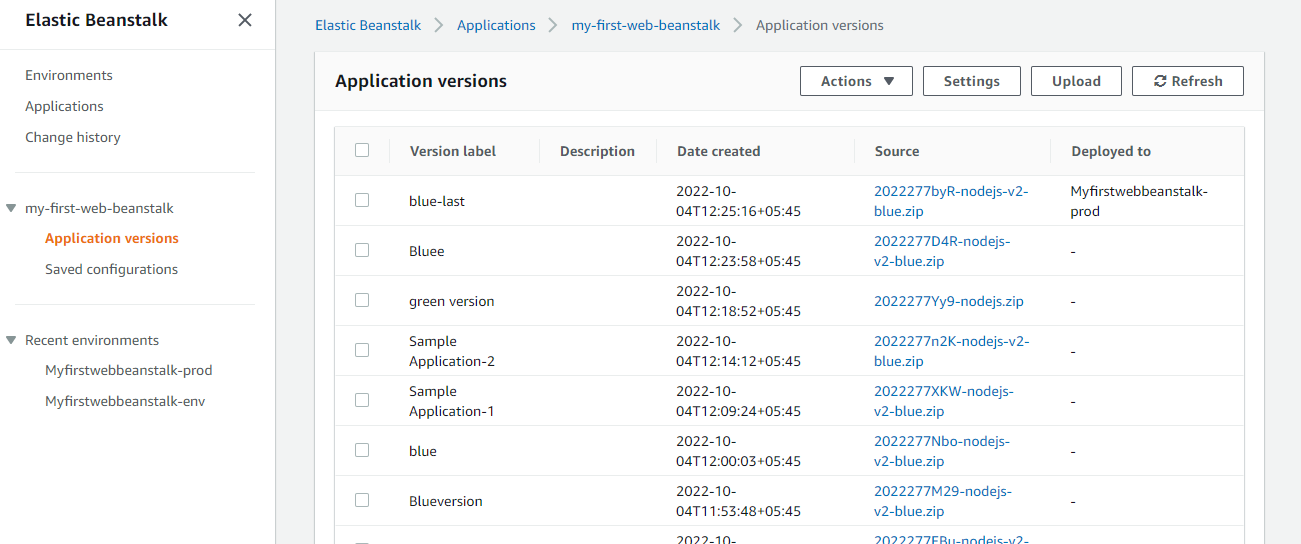 Elastic Beanstalk
Environments
Applications
Change history
my-first-web-beanstalk
Application versions
Saved configurations
Recent environments
Myfirstwebbeanstalk-prod
Myfirstwebbeanstalk-env
Elastic Beanstalk Applications my-first-web-beanstalk Application versions
Application versions Actions Settings Upload Refresh
Version label Description Date created Source Deployed to
blue-last 2022-10- 2022277byR-nodejs-v2- Myfirstwebbeanstalk-
04T12:25:16+05:45 blue.zip prod
Bluee 2022-10- 2022277D4R-nodejs- -
04T12:23:58+05:45 v2-blue.zip
green version 2022-10- 2022277Yy9-nodejs.zip -
04T12:18:52+05:45
Sample 2022-10- 2022277n2K-nodejs-v2- -
Application-2 04T12:14:12+05:45 blue.zip
Sample 2022-10- 2022277XKW-nodejs- -
Application-1 04T12:09:24+05:45 v2-blue.zip
blue 2022-10- 2022277Nbo-nodejs- -
04T12:00:03+05:45 v2-blue.zip
Blueversion 2022-10- 2022277M29-nodejs- -
04T11:53:48+05:45 v2-blue.zip
2022-10-